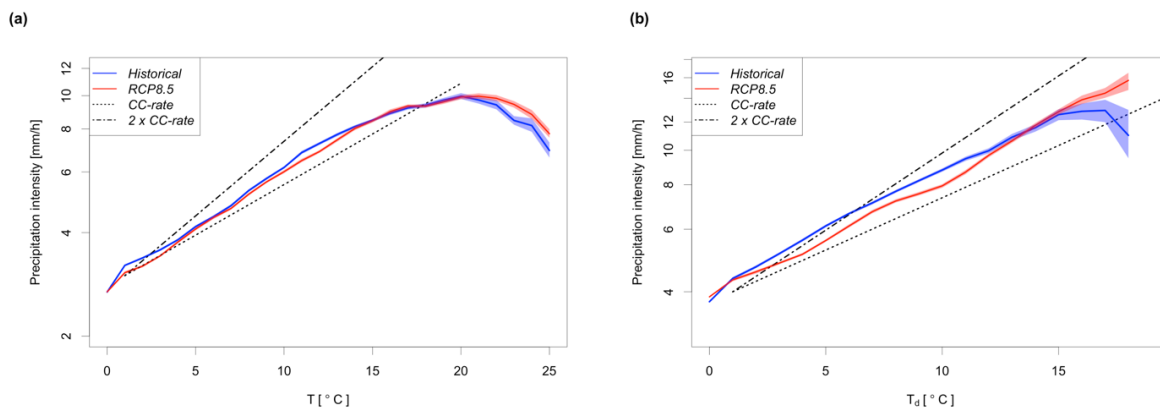 (a)
Precipitation intensity [mm/h]
12
10
8
6
4
2
Historical
RCP8.5
CC-rate
2 x CC-rate
0 5 10 15 20 25
T [ ° C ]
(b)
Precipitation intensity [mm/h]
16
12
10
8
6
4
Historical
RCP8.5
CC-rate
2 x CC-rate
0 5 10 15
T_d [ ° C ]